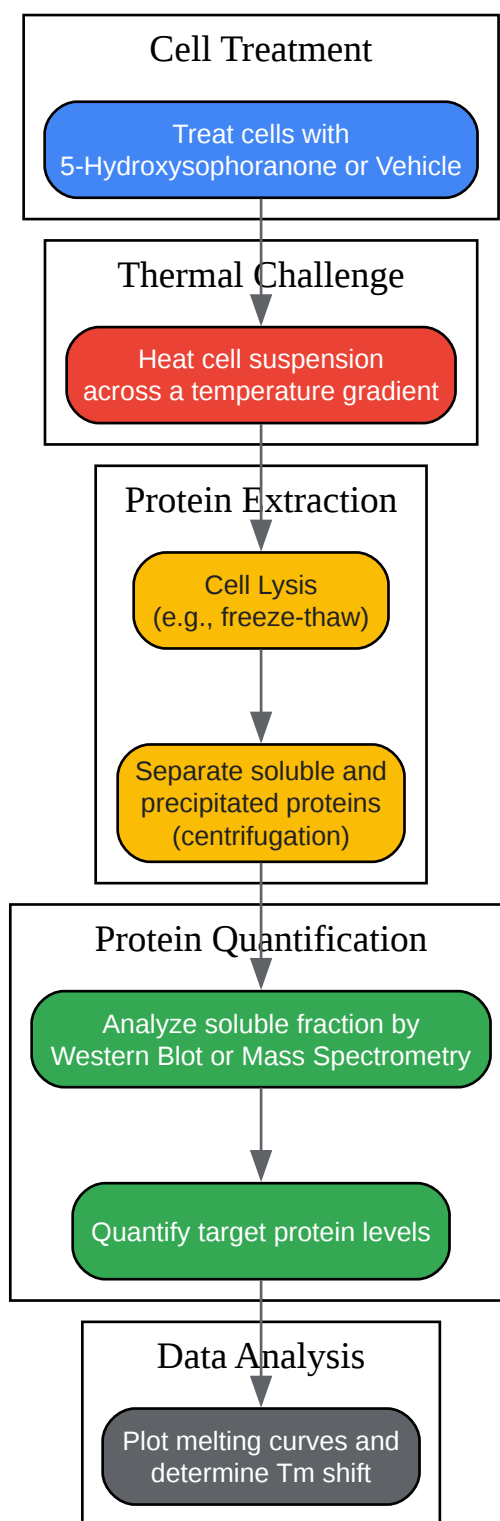 Cell Treatment
Treat cells with
5-Hydroxysophoranone or Vehicle
Thermal Challenge
Heat cell suspension
across a temperature gradient
Protein Extraction
Cell Lysis
(e.g., freeze-thaw)
Separate soluble and
precipitated proteins
(centrifugation)
Protein Quantification
Analyze soluble fraction by
Western Blot or Mass Spectrometry
Quantify target protein levels
Data Analysis
Plot melting curves and
determine Tm shift